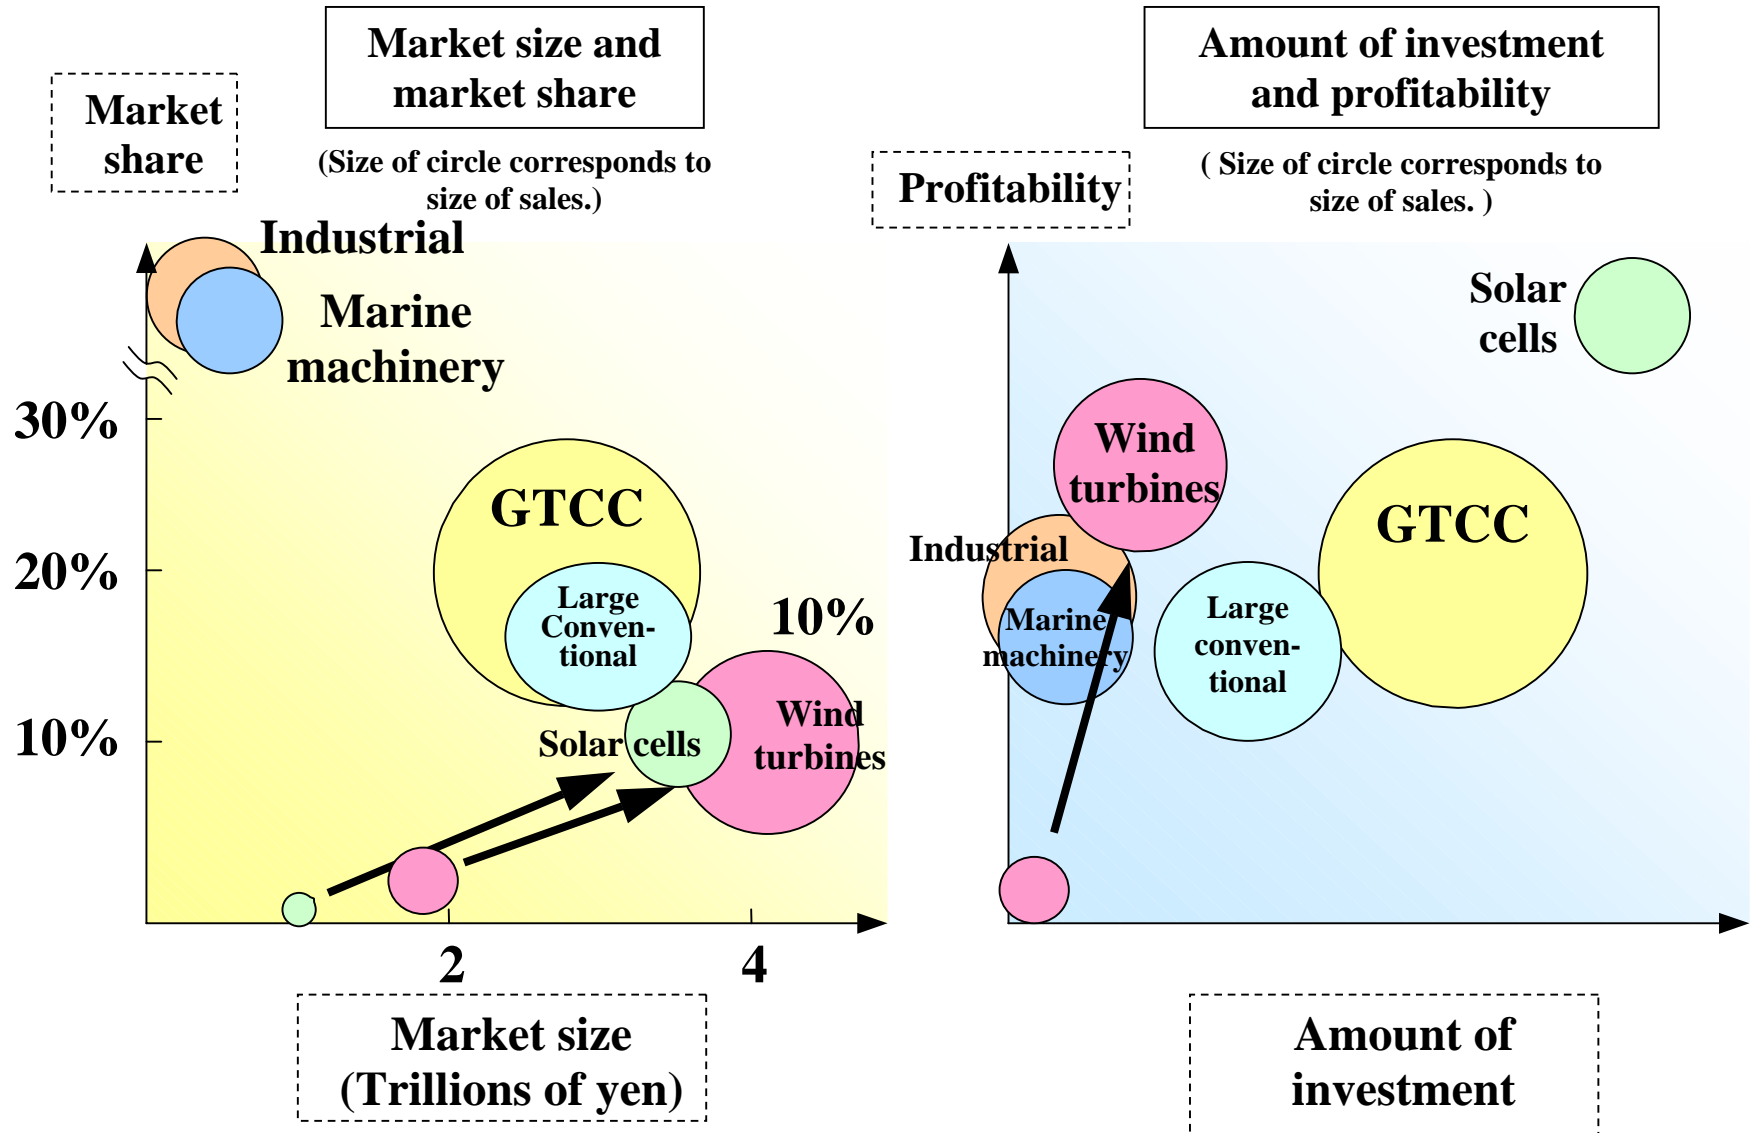 Market size and
market share
(Size of circle corresponds to
size of sales.)
Market
share
Industrial
Marine
machinery
30%
20%
10%
GTCC
Large
Conven-
tional
10%
Solar cells
Wind
turbines
2
4
Market size
(Trillions of yen)
Amount of investment
and profitability
( Size of circle corresponds to
size of sales. )
Profitability
Solar
cells
Wind
turbines
GTCC
Industrial
Marine
machinery
Large
conven-
tional
Amount of
investment